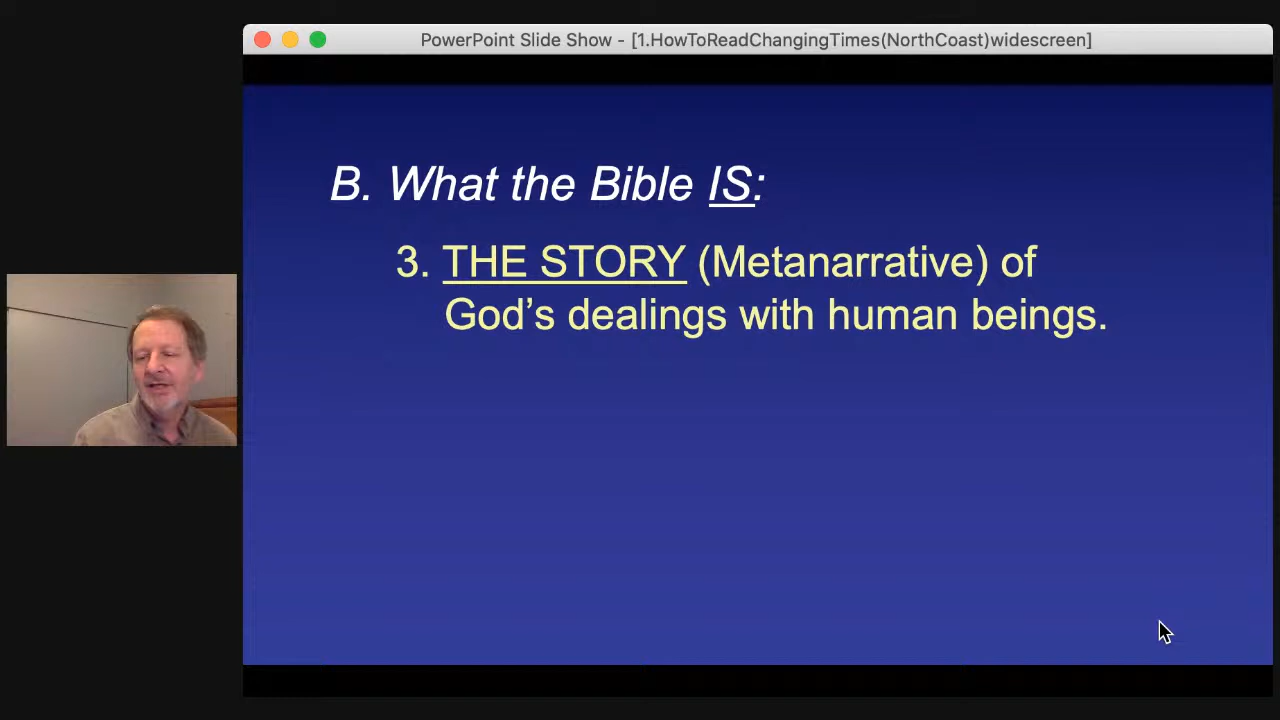 PowerPoint Slide Show - [1.HowToReadChangingTimes(NorthCoast)widescreen]
B. What the Bible IS:
3. THE STORY (Metanarrative) of
God’s dealings with human beings.